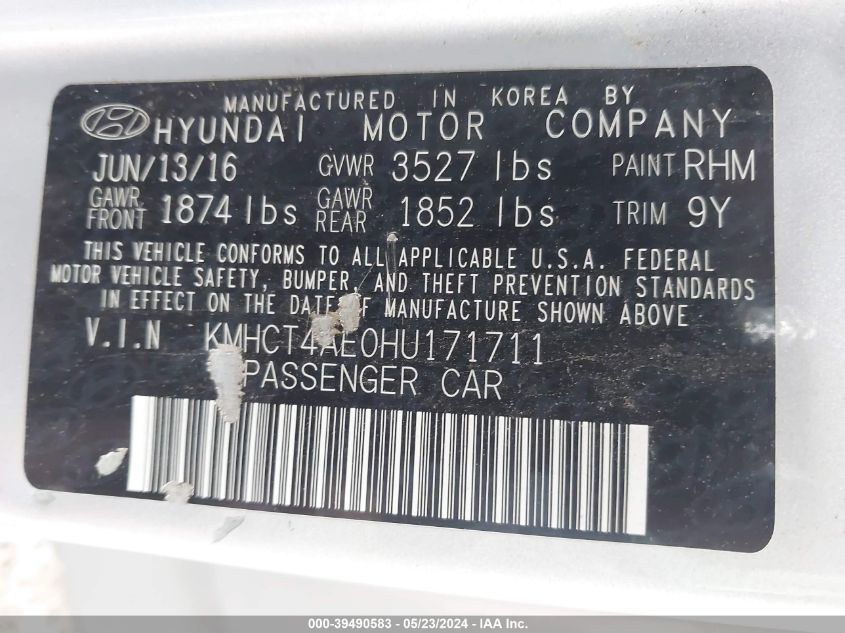 MANUFACTURED IN KOREA BY
HYUNDAI MOTOR COMPANY
JUN/13/16 GVWR 3527 lbs PAINT RHM
GAWR FRONT 1874 lbs GAWR REAR 1852 lbs TRIM 9Y
THIS VEHICLE CONFORMS TO ALL APPLICABLE U.S.A. FEDERAL
MOTOR VEHICLE SAFETY, BUMPER, AND THEFT PREVENTION STANDARDS
IN EFFECT ON THE DATE OF MANUFACTURE SHOWN ABOVE
V.I.N KMHCT4AE0HU171711
PASSENGER CAR
000-39490583 - 05/23/2024 - IAA Inc.